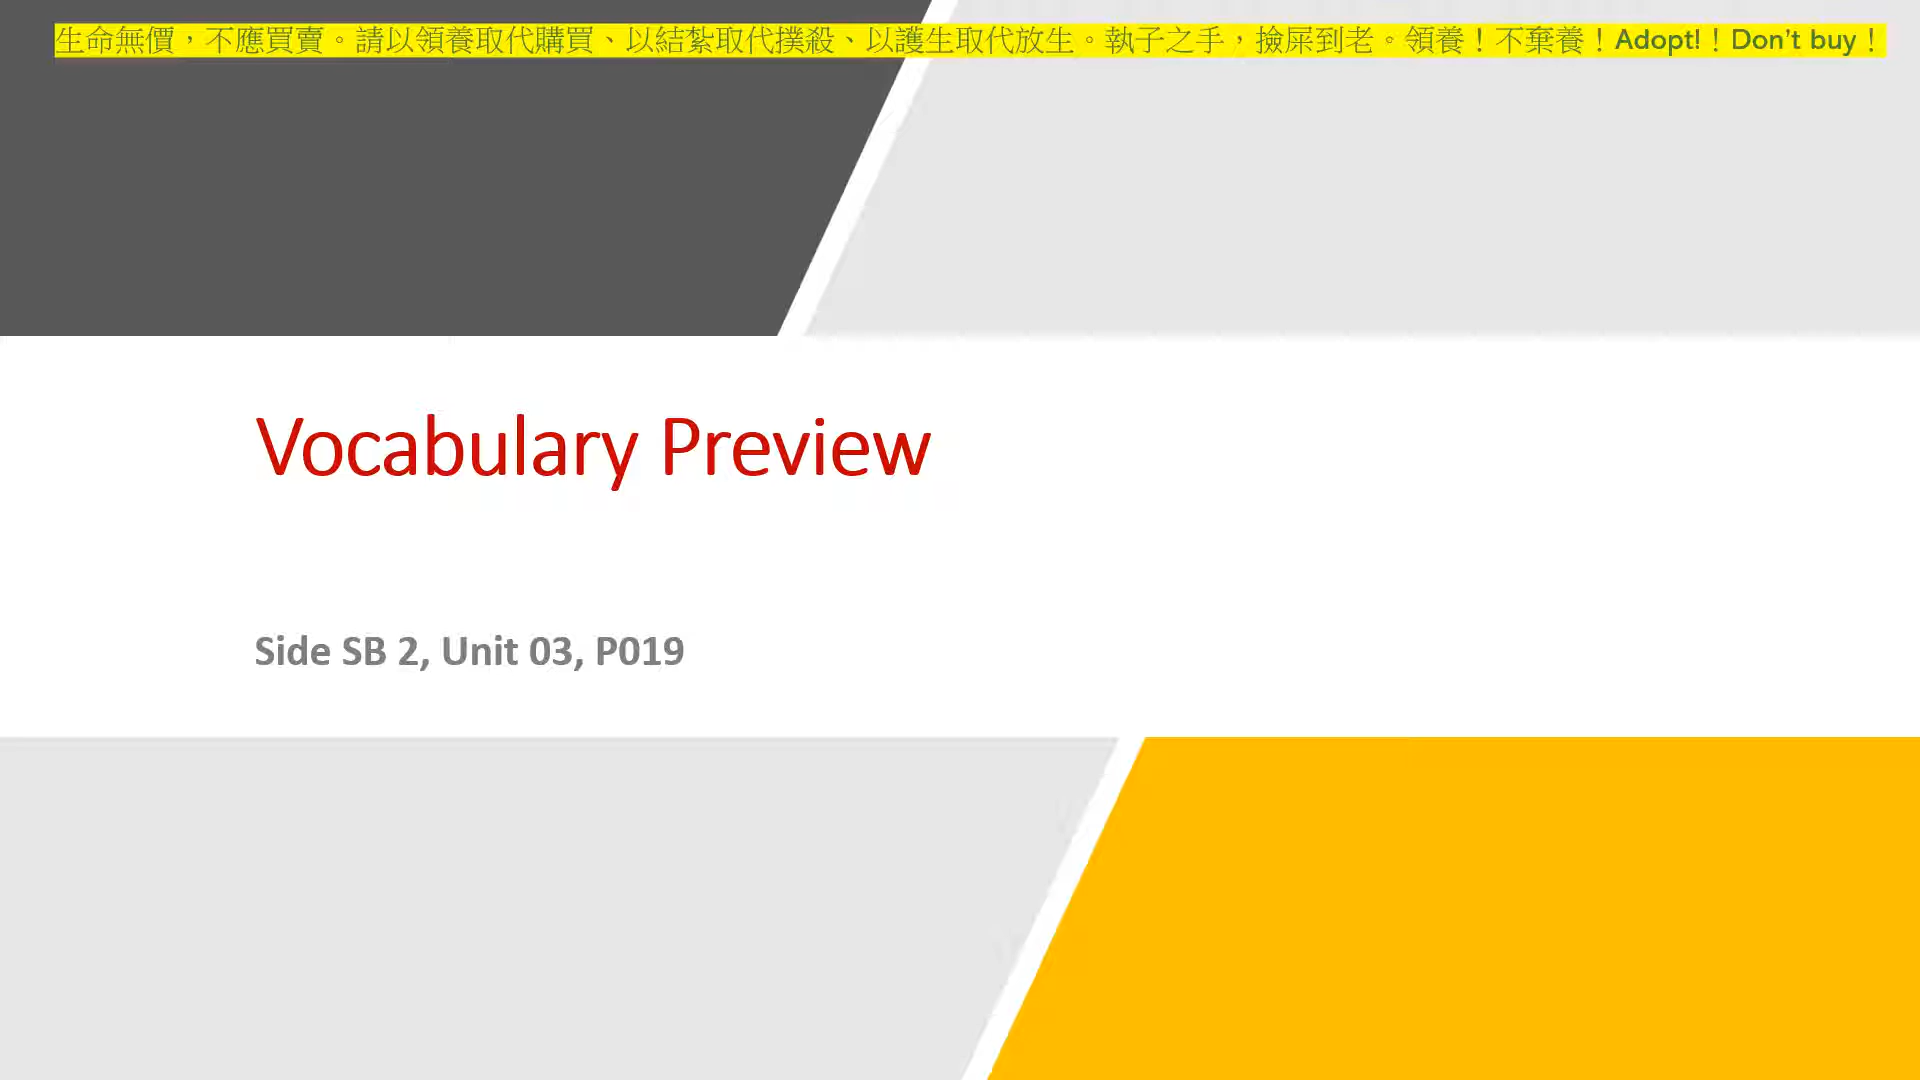 生命無價，不應買賣。請以領養取代購買、以結紮取代撲殺、以護生取代放生。執子之手，撿屎到老。領養！不棄養！Adopt!！Don't buy！
Vocabulary Preview
Side SB 2, Unit 03, P019